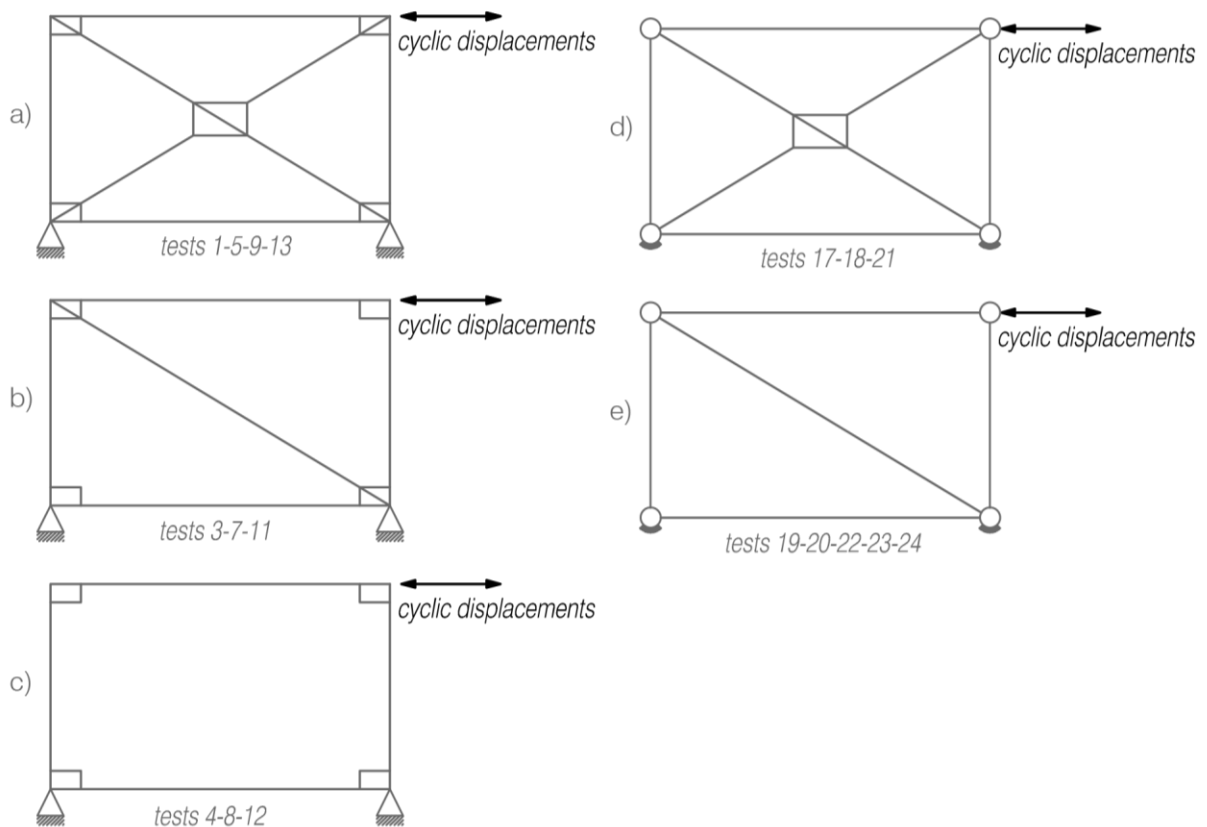 a)
cyclic displacements
tests 1-5-9-13
b)
cyclic displacements
tests 3-7-11
c)
cyclic displacements
tests 4-8-12
d)
cyclic displacements
tests 17-18-21
e)
cyclic displacements
tests 19-20-22-23-24